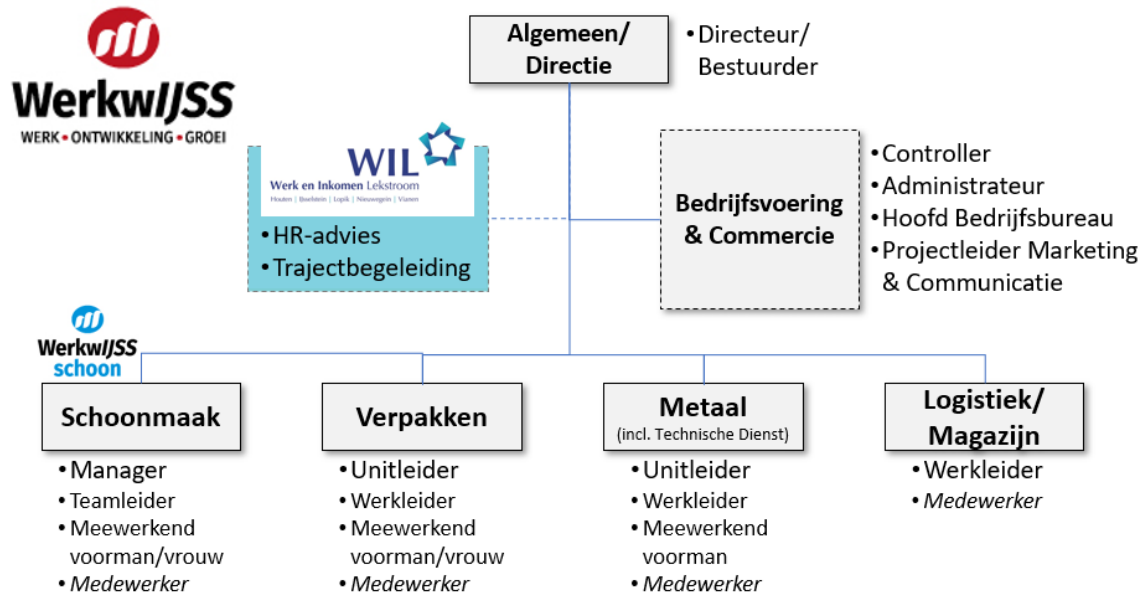 WerkwIJSS
WERK • ONTWIKKELING • GROEI
Algemeen/
Directie
• Directeur/
Bestuurder
WIL
Werk en Inkomen Lekstroom
Houten | IJsselstein | Lopik | Nieuwegein | Vianen
• HR-advies
• Trajectbegeleiding
Bedrijfsvoering
& Commercie
• Controller
• Administrateur
• Hoofd Bedrijfsbureau
• Projectleider Marketing
& Communicatie
WerkwIJSS
schoon
Schoonmaak
• Manager
• Teamleider
• Meewerkend
voorman/vrouw
• Medewerker
Verpakken
• Unitleider
• Werkleider
• Meewerkend
voorman/vrouw
• Medewerker
Metaal
(incl. Technische Dienst)
• Unitleider
• Werkleider
• Meewerkend
voorman
• Medewerker
Logistiek/
Magazijn
• Werkleider
• Medewerker